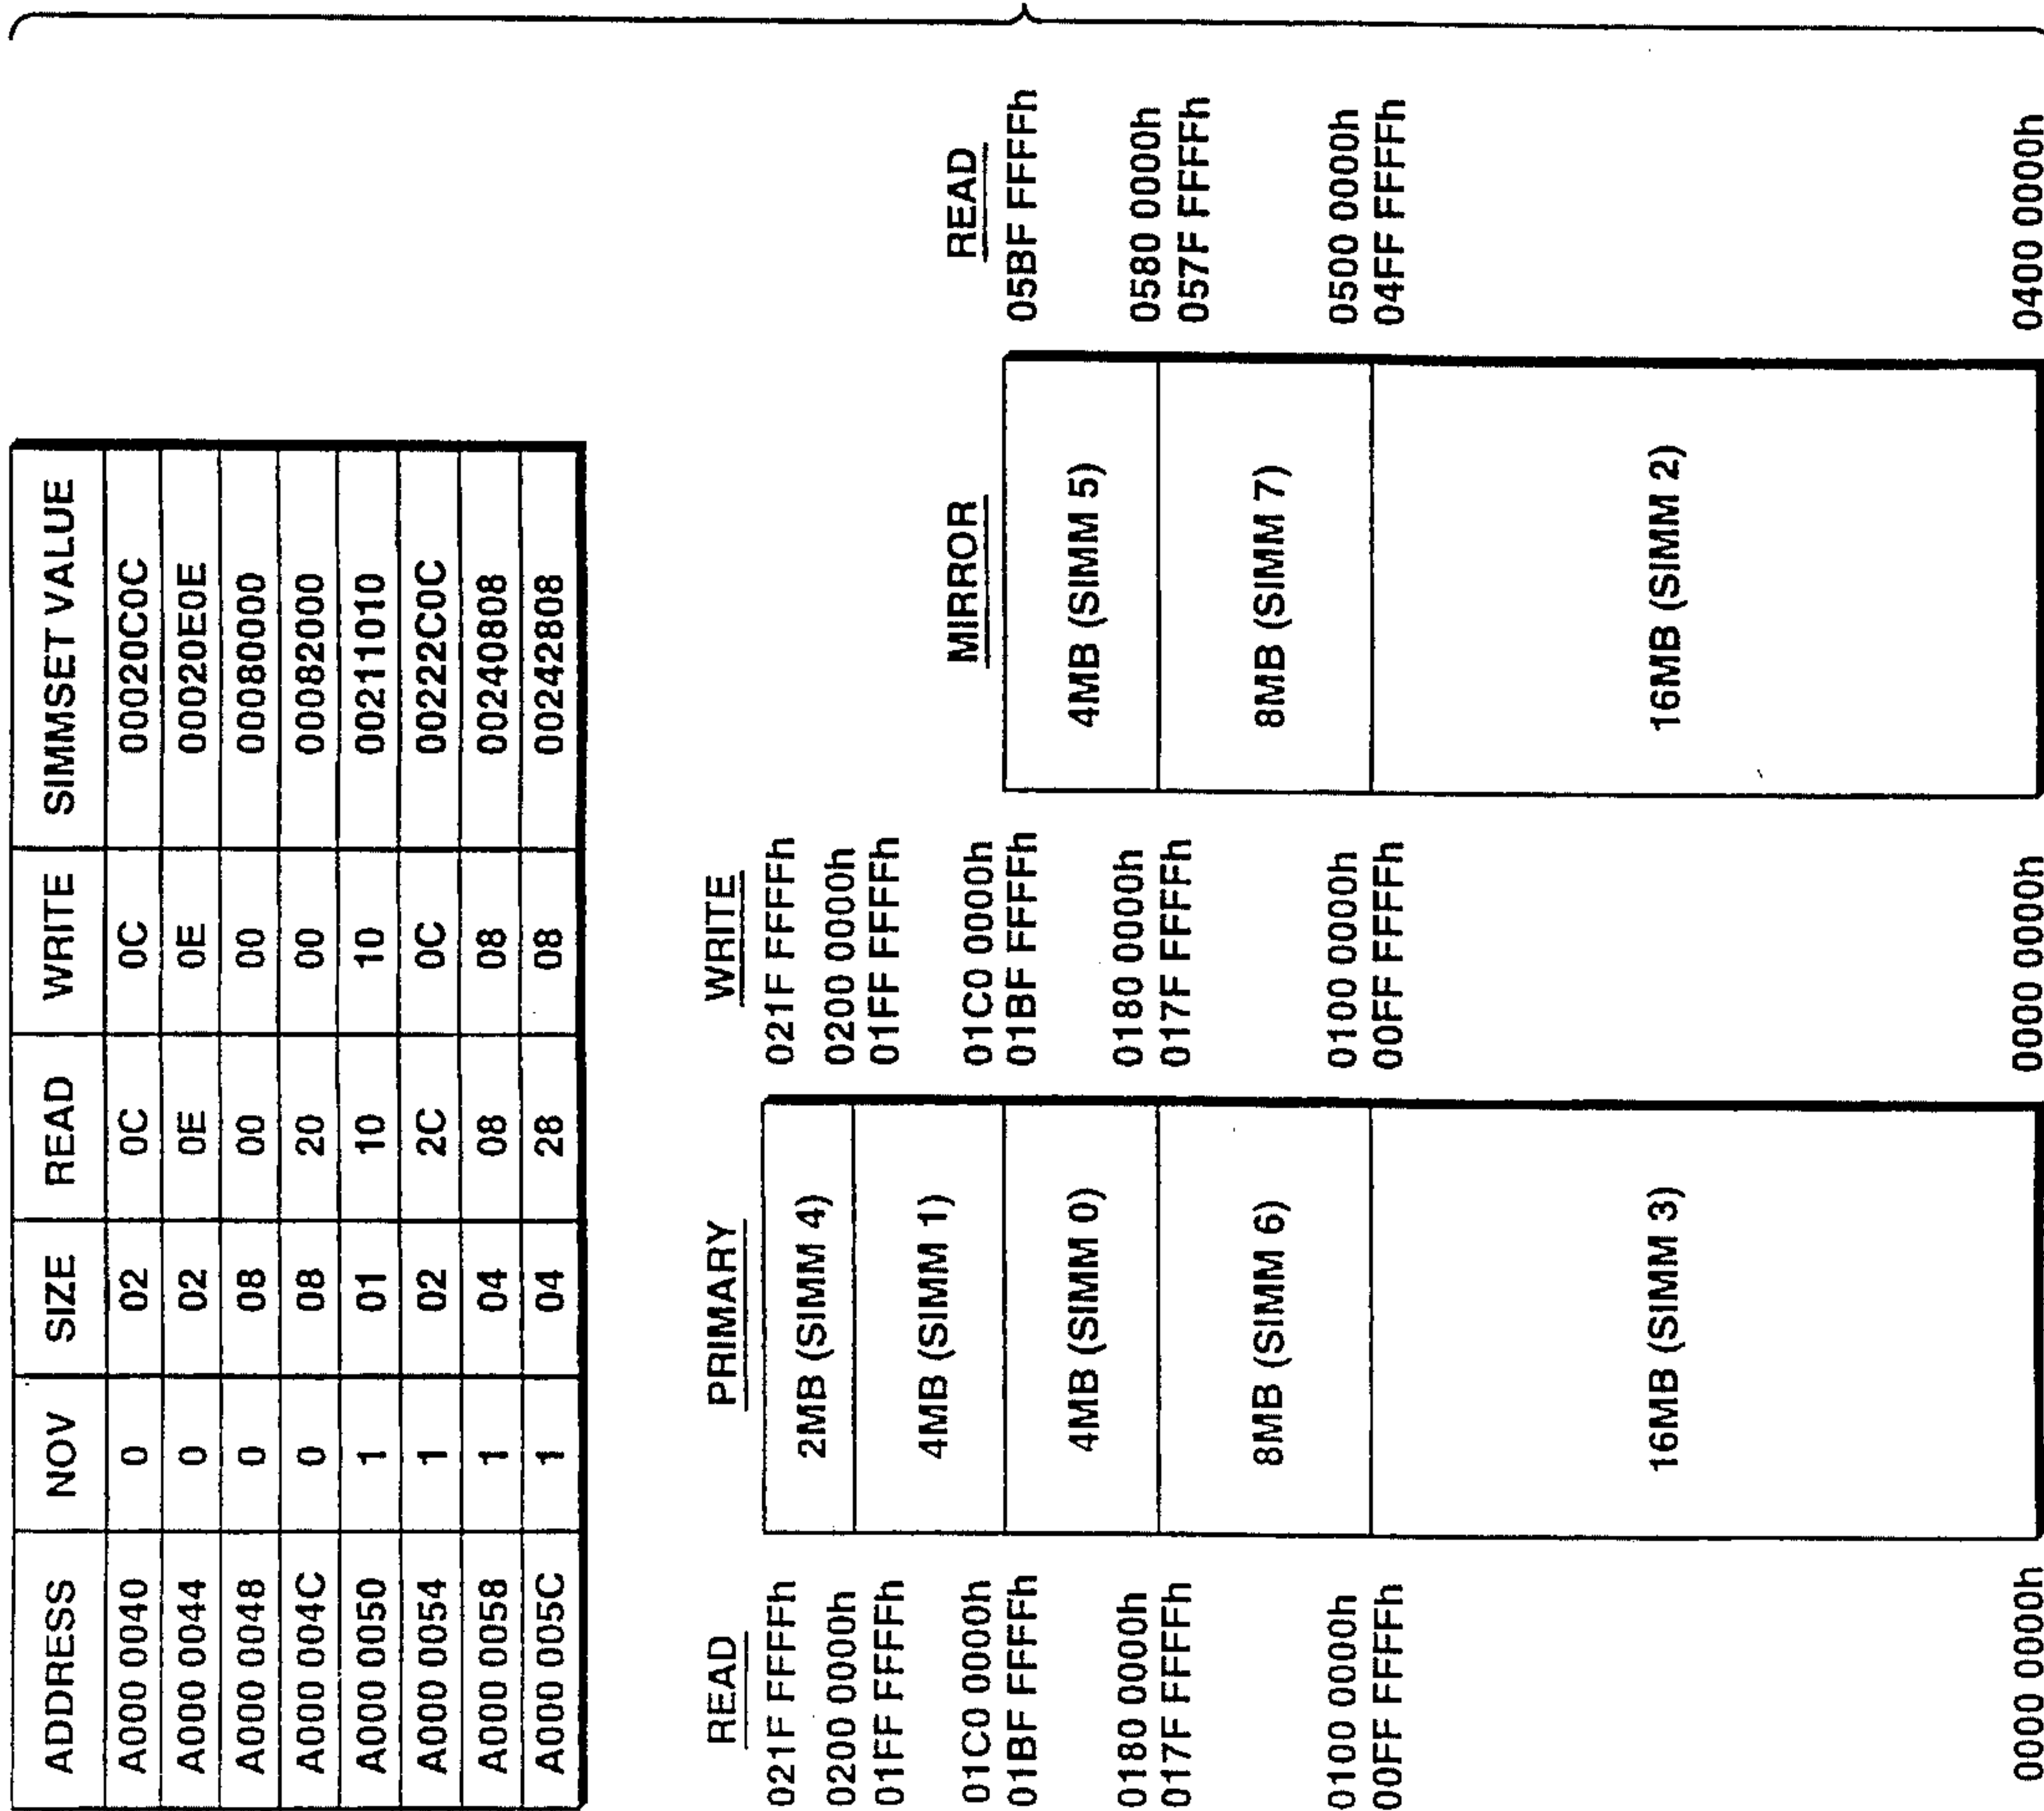 ADDRESS NOV SIZE READ WRITE SIMMSET VALUE
A000 0040 0 02 0C 0C 00020C0C
A000 0044 0 02 0E 0E 00020E0E
A000 0048 0 08 00 00 00080000
A000 004C 0 08 20 00 00082000
A000 0050 1 01 10 10 00211010
A000 0054 1 02 2C 0C 00222C0C
A000 0058 1 04 08 08 00240808
A000 005C 1 04 28 08 00242808
READ PRIMARY WRITE MIRROR READ
021F FFFFh 2MB (SIMM 4) 021F FFFFh
0200 0000h 0200 0000h
01FF FFFFh 4MB (SIMM 1) 01FF FFFFh
01C0 0000h 01C0 0000h
01BF FFFFh 4MB (SIMM 0) 01BF FFFFh 4MB (SIMM 5) 05BF FFFFh
0180 0000h 0180 0000h 0580 0000h
017F FFFFh 8MB (SIMM 6) 017F FFFFh 8MB (SIMM 7) 057F FFFFh
0100 0000h 0100 0000h 0500 0000h
00FF FFFFh 16MB (SIMM 3) 00FF FFFFh 16MB (SIMM 2) 04FF FFFFh
0000 0000h 0000 0000h 0400 0000h